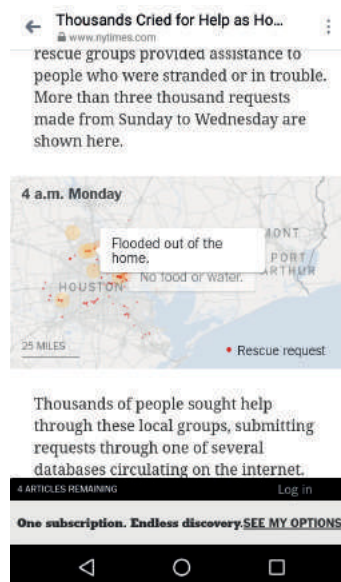 Thousands Cried for Help as Ho...
www.nytimes.com
rescue groups provided assistance to
people who were stranded or in trouble.
More than three thousand requests
made from Sunday to Wednesday are
shown here.
4 a.m. Monday
Flooded out of the
home.
No food or water.
MONT
PORT
ARTHUR
HOUSTON
25 MILES
Rescue request
Thousands of people sought help
through these local groups, submitting
requests through one of several
databases circulating on the internet.
4 ARTICLES REMAINING
Log in
One subscription. Endless discovery. SEE MY OPTIONS